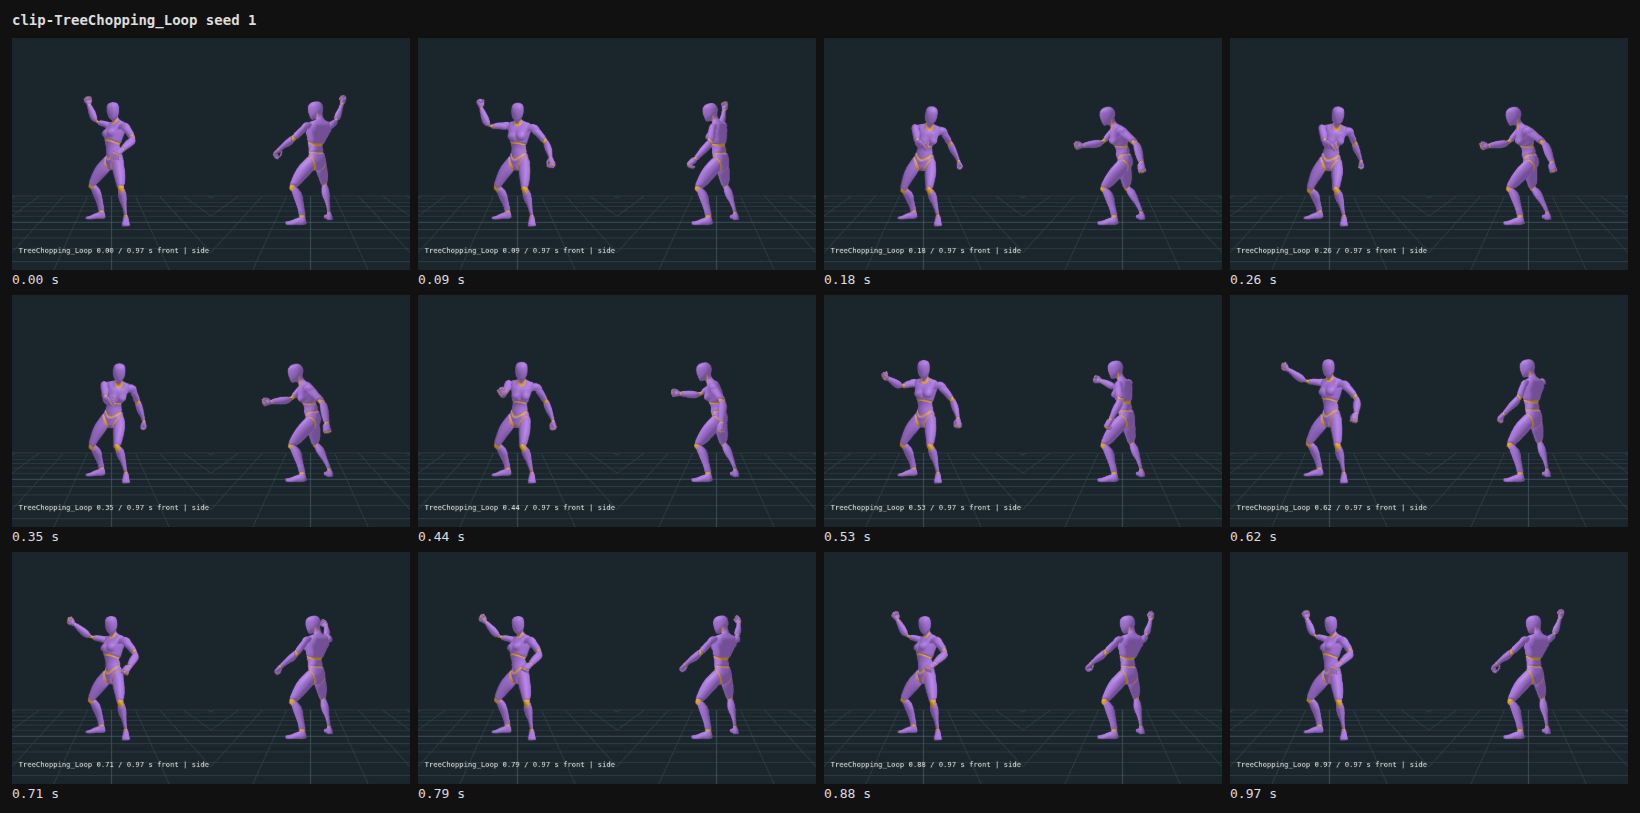 clip-TreeChopping_Loop seed 1
TreeChopping_Loop 0.00 / 0.97 s front | side
TreeChopping_Loop 0.09 / 0.97 s front | side
TreeChopping_Loop 0.18 / 0.97 s front | side
TreeChopping_Loop 0.26 / 0.97 s front | side
0.00 s
0.09 s
0.18 s
0.26 s
TreeChopping_Loop 0.35 / 0.97 s front | side
TreeChopping_Loop 0.44 / 0.97 s front | side
TreeChopping_Loop 0.53 / 0.97 s front | side
TreeChopping_Loop 0.62 / 0.97 s front | side
0.35 s
0.44 s
0.53 s
0.62 s
TreeChopping_Loop 0.71 / 0.97 s front | side
TreeChopping_Loop 0.79 / 0.97 s front | side
TreeChopping_Loop 0.88 / 0.97 s front | side
TreeChopping_Loop 0.97 / 0.97 s front | side
0.71 s
0.79 s
0.88 s
0.97 s